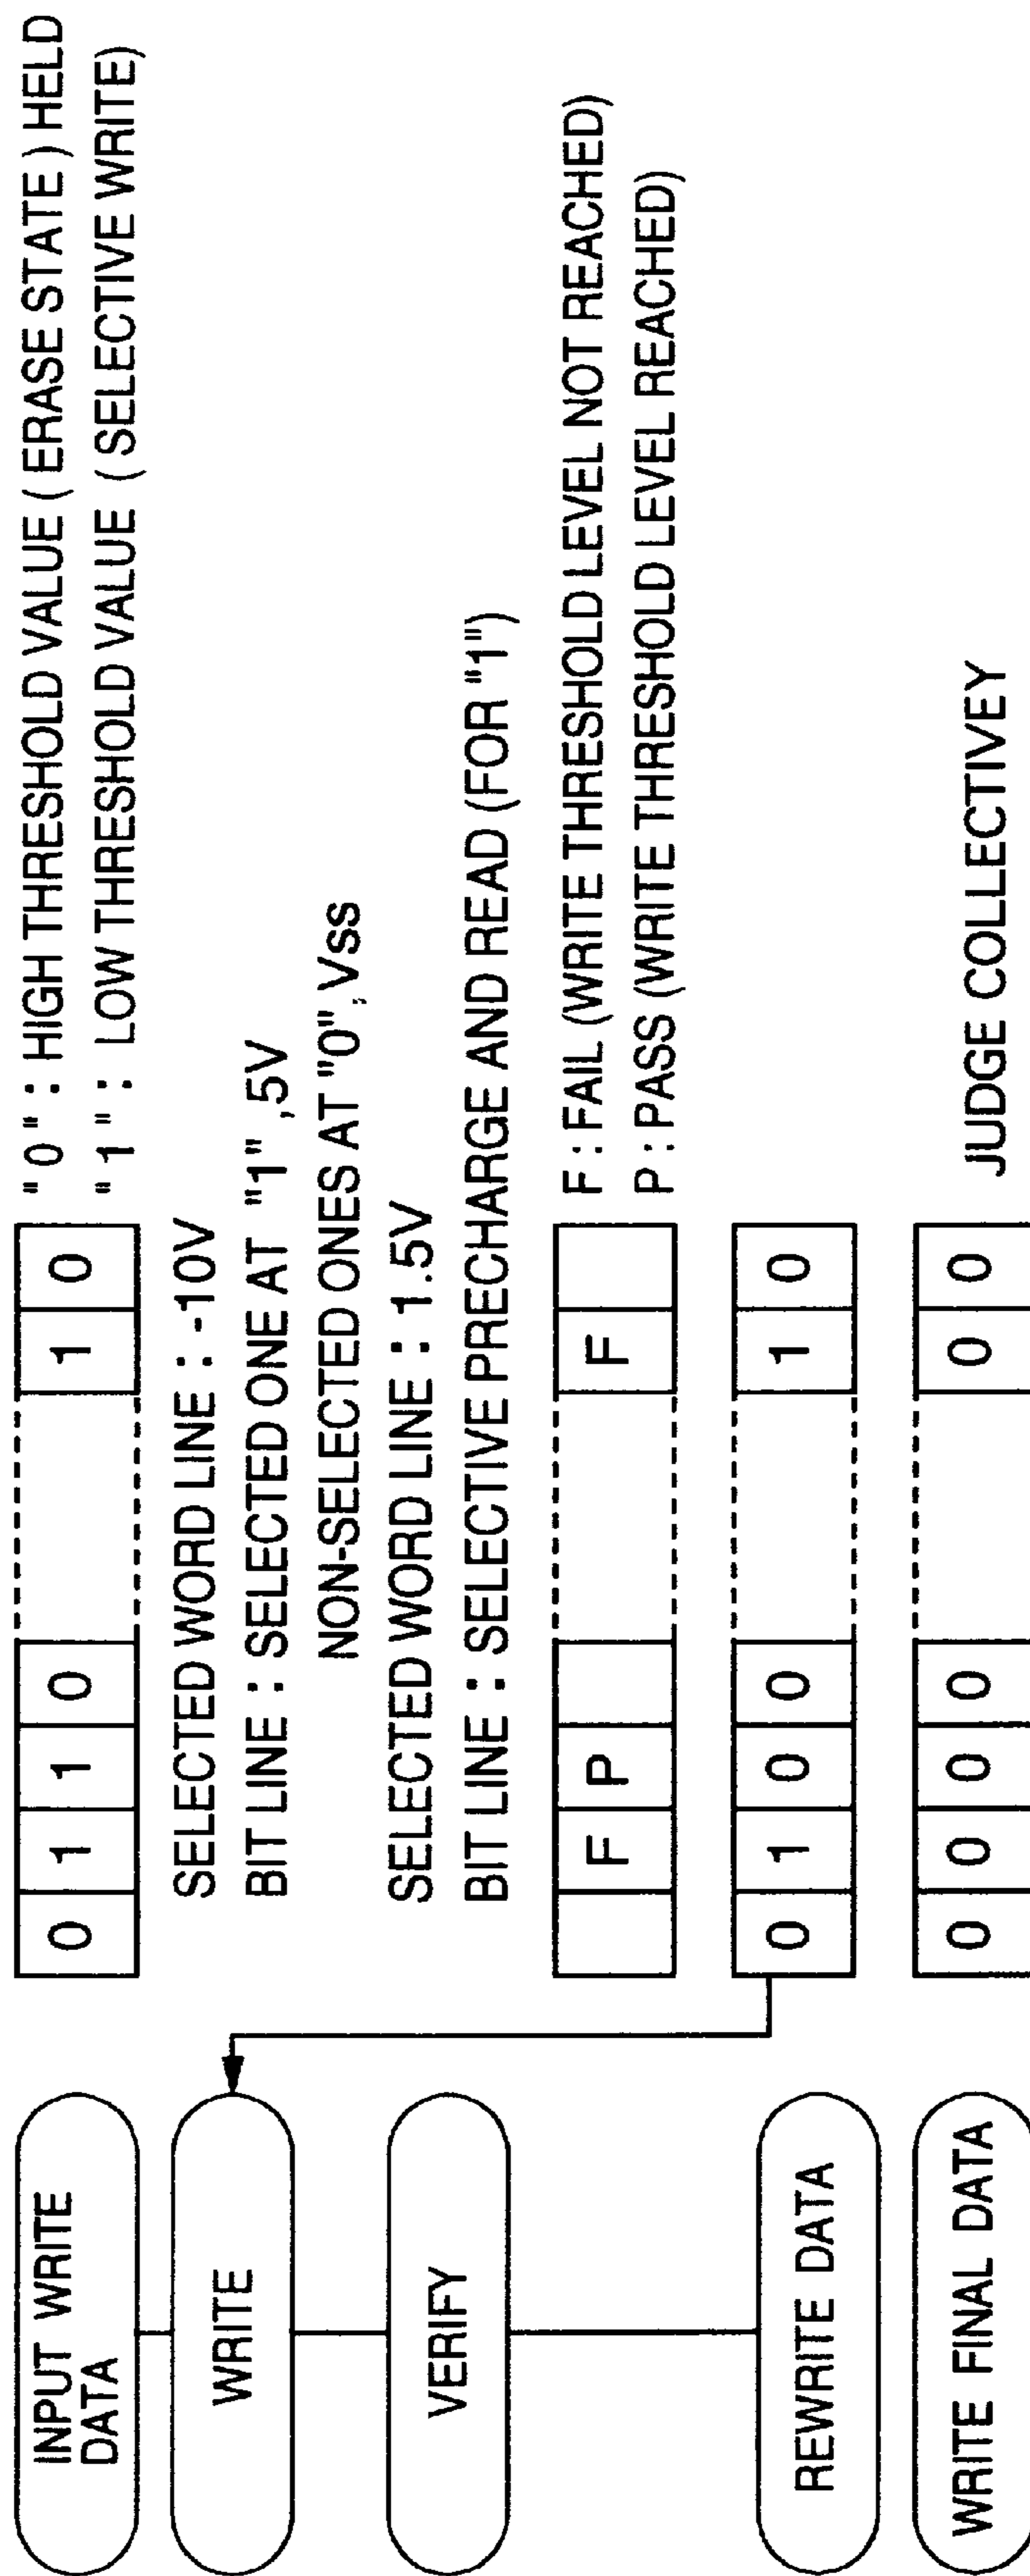 INPUT WRITE
DATA
0 1 1 0 1 0
"0" : HIGH THRESHOLD VALUE ( ERASE STATE ) HELD
"1" : LOW THRESHOLD VALUE ( SELECTIVE WRITE)
WRITE
SELECTED WORD LINE : -10V
BIT LINE : SELECTED ONE AT "1" ,5V
NON-SELECTED ONES AT "0",Vss
VERIFY
SELECTED WORD LINE : 1.5V
BIT LINE : SELECTIVE PRECHARGE AND READ (FOR "1")
F P F
F : FAIL (WRITE THRESHOLD LEVEL NOT REACHED)
P : PASS (WRITE THRESHOLD LEVEL REACHED)
REWRITE DATA
0 1 0 0 1 0
WRITE FINAL DATA
0 0 0 0 0 0
JUDGE COLLECTIVEY